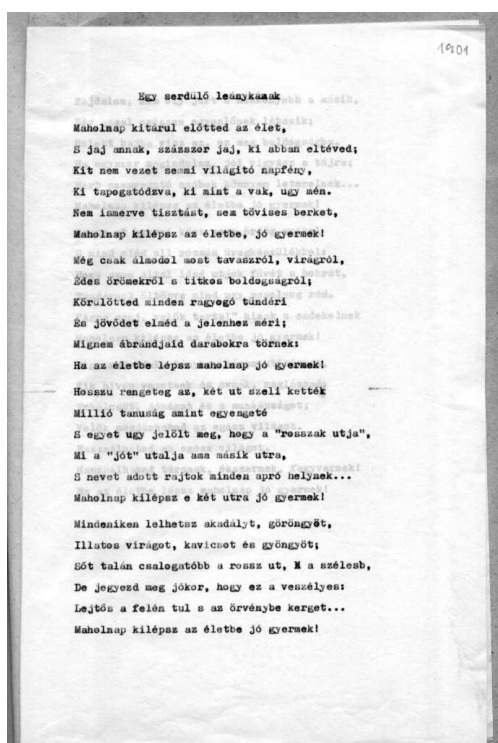 1901
Egy serdülő leánykának
Maholnap kitárul előtted az élet,
S jaj annak, százszor jaj, ki abban eltéved;
Kit nem vezet semmi világitó napfény,
Ki tapogatódzva, ki mint a vak, ugy mén.
Nem ismerve tisztást, sem tövises berket,
Maholnap kilépsz az életbe, jó gyermek!
Még csak álmodol most tavaszról, virágról,
Édes örömekről s titkos boldogságról;
Körülötted minden ragyogó tündéri
És jövődet elméd a jelenhez méri;
Mignem ábrándjaid darabokra törnek:
Ha az életbe lépsz maholnap jó gyermek!
Hosszu rengeteg az, két ut szeli kették
Millió tanuság amint egyengeté
S egyet ugy jelölt meg, hogy a "rosszak utja",
Mi a "jót" utalja ama másik utra,
S nevet adott rajtok minden apró helynek...
Maholnap kilépsz e két utra jó gyermek!
Mindeniken lelhetsz akadályt, göröngyöt,
Illatos virágot, kavicsot és gyöngyöt;
Sőt talán csalogatóbb a rossz ut, a szélesb,
De jegyezd meg jókor, hogy ez a veszélyes:
Lejtős a felén tul s az örvénybe kerget...
Maholnap kilépsz az életbe jó gyermek!